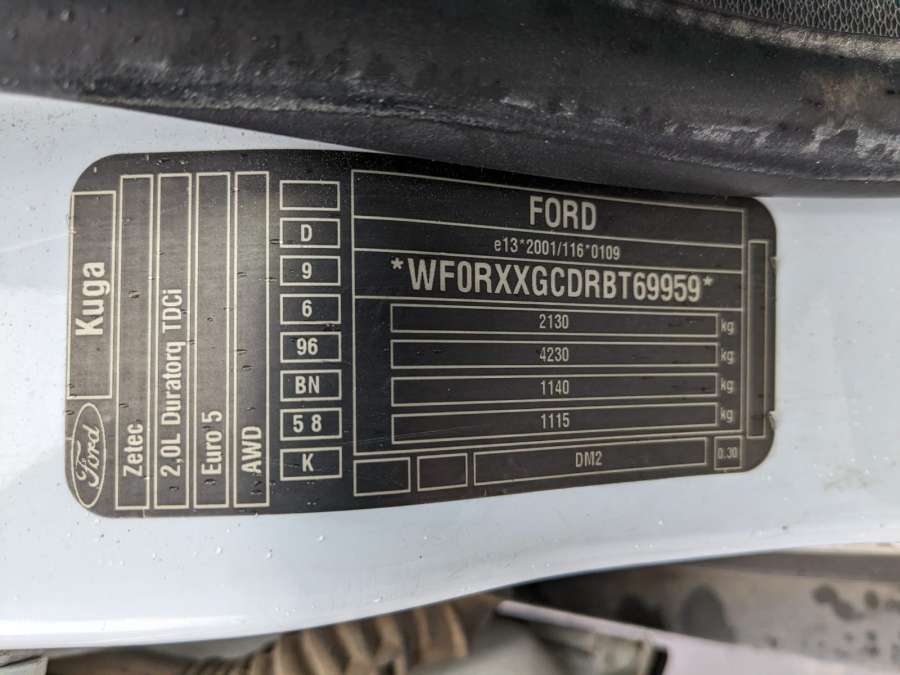 Kuga
Ford
Zetec
2,0L Duratorq TDCi
Euro 5
AWD
D
9
6
96
BN
5 8
K
FORD
e13*2001/116*0109
*WF0RXXGCDRBT69959*
2130 kg
4230 kg
1140 kg
1115 kg
DM2
0.30